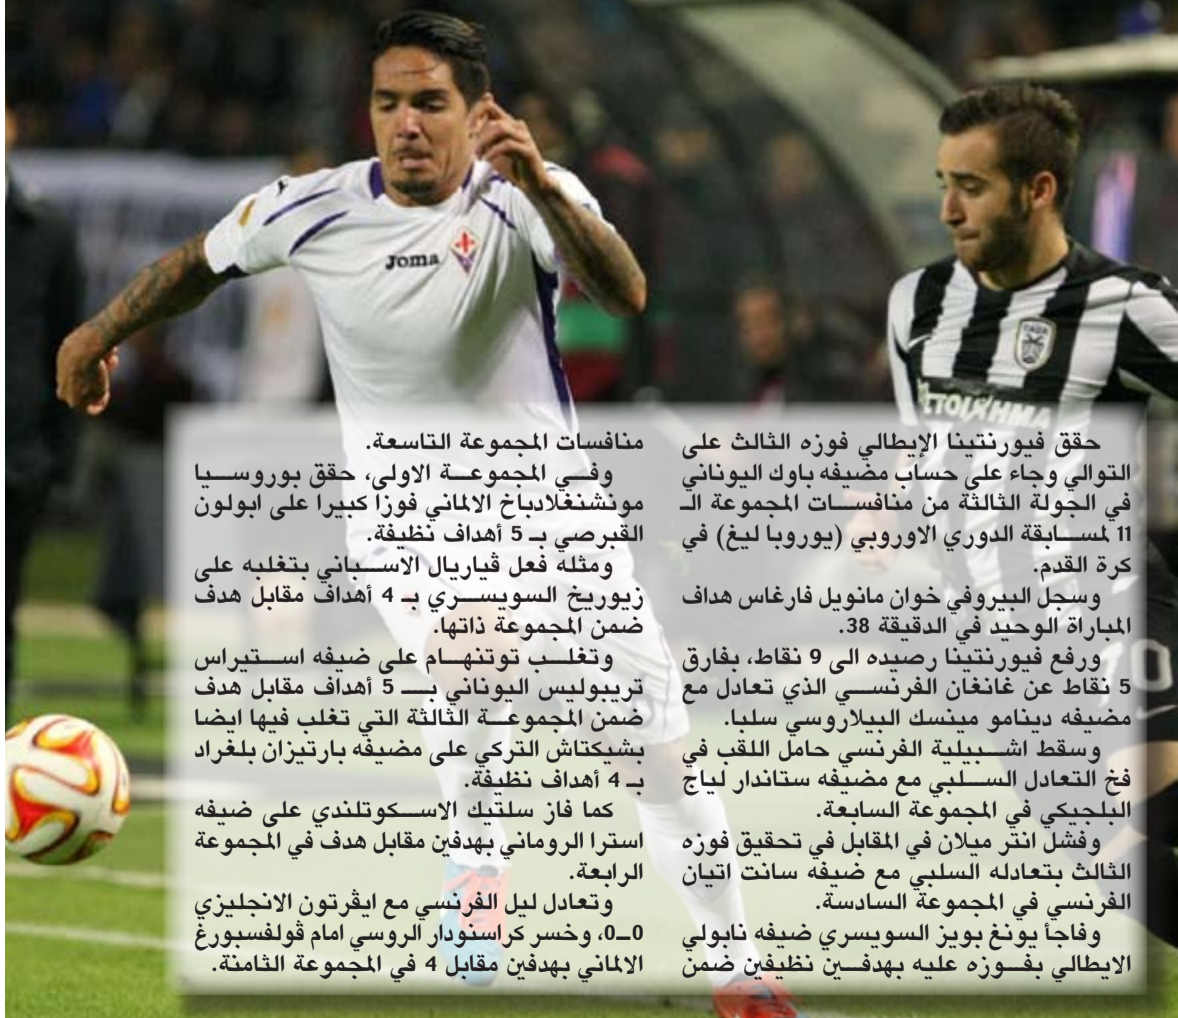 Joma
ΣΤΟΙΧΗΜΑ
حقق فيورنتينا الإيطالي فوزه الثالث على
التوالي وجاء على حساب مضيفه باوك اليوناني
في الجولة الثالثة من منافسات المجموعة الـ
11 لمسابقة الدوري الاوروبي (يوروبا ليغ) في
كرة القدم.
وسجل البيروفي خوان مانويل فارغاس هداف
المباراة الوحيد في الدقيقة 38.
ورفع فيورنتينا رصيده الى 9 نقاط، بفارق
5 نقاط عن غانغان الفرنسي الذي تعادل مع
مضيفه دينامو مينسك البيلاروسي سلبا.
وسقط اشبيلية الفرنسي حامل اللقب في
فخ التعادل السلبي مع مضيفه ستاندار لياج
البلجيكي في المجموعة السابعة.
وفشل انتر ميلان في المقابل في تحقيق فوزه
الثالث بتعادله السلبي مع ضيفه سانت اتيان
الفرنسي في المجموعة السادسة.
وفاجأ يونغ بويز السويسري ضيفه نابولي
الايطالي بفوزه عليه بهدفين نظيفين ضمن
منافسات المجموعة التاسعة.
وفي المجموعة الاولى، حقق بوروسيا
مونشنغلادباخ الالماني فوزا كبيرا على ابولون
القبرصي بـ 5 أهداف نظيفة.
ومثله فعل ڤياريال الاسباني بتغلبه على
زيوريخ السويسري بـ 4 أهداف مقابل هدف
ضمن المجموعة ذاتها.
وتغلب توتنهام على ضيفه استيراس
تريبوليس اليوناني بـ 5 أهداف مقابل هدف
ضمن المجموعة الثالثة التي تغلب فيها ايضا
بشيكتاش التركي على مضيفه بارتيزان بلغراد
بـ 4 أهداف نظيفة.
كما فاز سلتيك الاسكوتلندي على ضيفه
استرا الروماني بهدفين مقابل هدف في المجموعة
الرابعة.
وتعادل ليل الفرنسي مع ايڤرتون الانجليزي
0ــ0، وخسر كراسنودار الروسي امام ڤولفسبورغ
الالماني بهدفين مقابل 4 في المجموعة الثامنة.